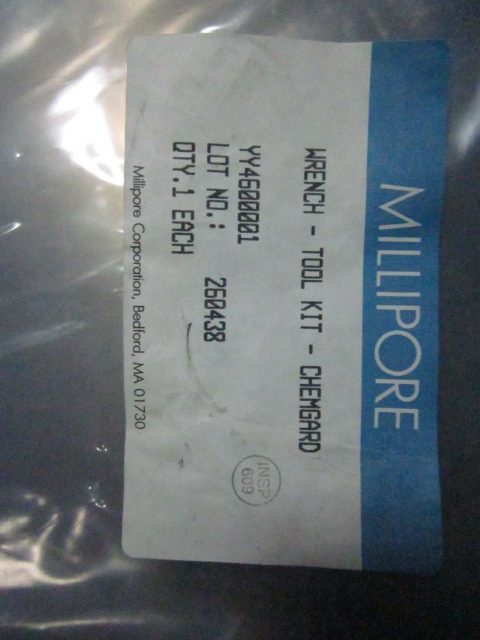 MILLIPORE
WRENCH - TOOL KIT - CHEMGARD
YY4600001
LOT NO.: 260438
QTY.1 EACH
INSP
609
Millipore Corporation, Bedford, MA 01730